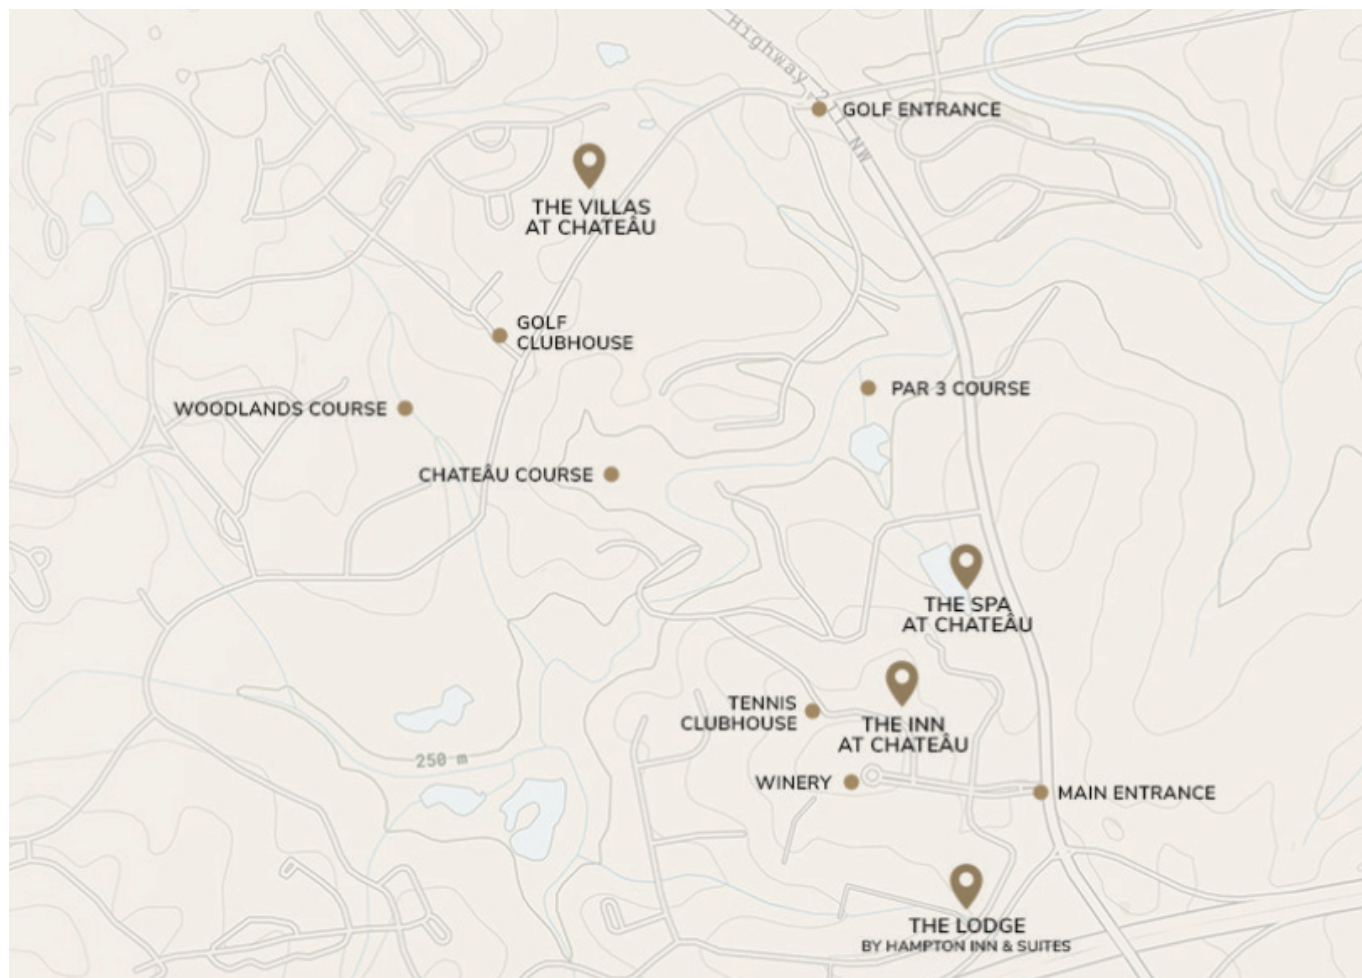 Highway 211 NW
GOLF ENTRANCE
THE VILLAS
AT CHATEÂU
GOLF
CLUBHOUSE
PAR 3 COURSE
WOODLANDS COURSE
CHATEÂU COURSE
THE SPA
AT CHATEÂU
TENNIS
CLUBHOUSE
THE INN
AT CHATEÂU
250 m
WINERY
MAIN ENTRANCE
THE LODGE
BY HAMPTON INN & SUITES